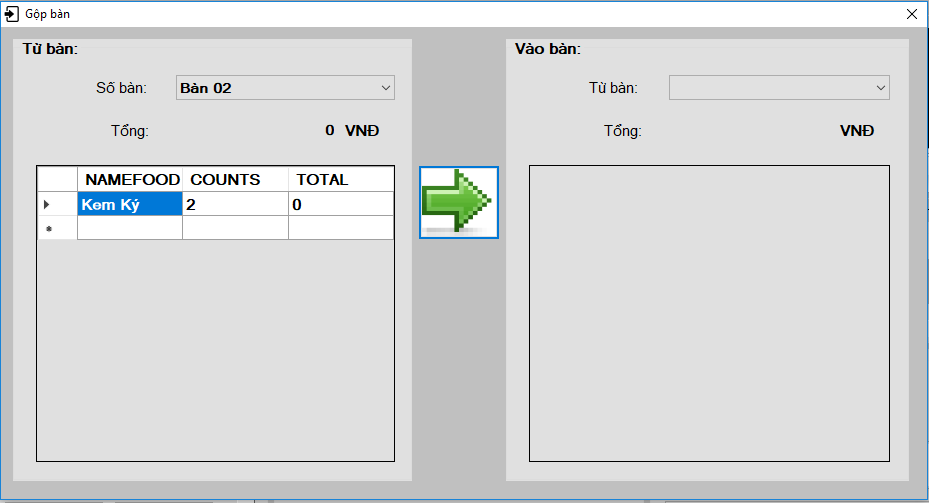 Gộp bàn
Từ bàn:
Số bàn: Bàn 02
Tổng: 0 VNĐ
NAMEFOOD COUNTS TOTAL
Kem Ký 2 0
Vào bàn:
Từ bàn:
Tổng: VNĐ